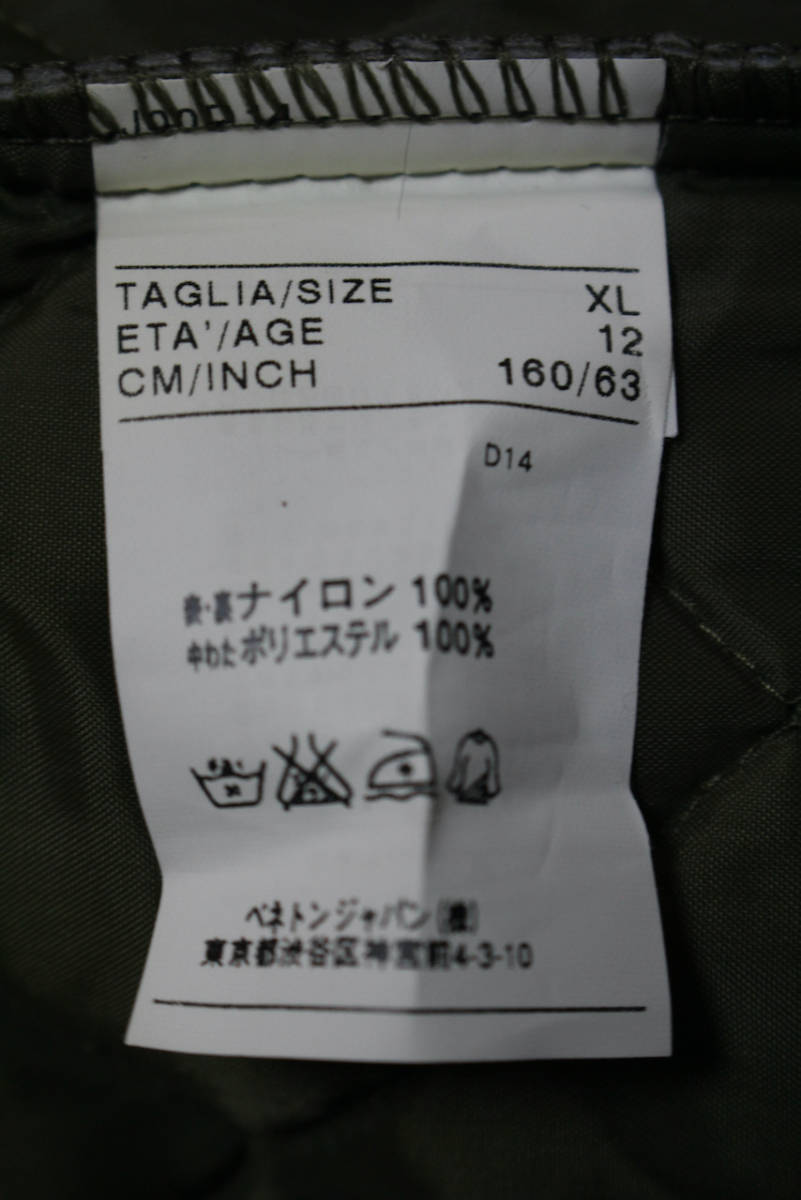 TAGLIA/SIZE XL
ETA'/AGE 12
CM/INCH 160/63
D14
表・裏ナイロン 100%
中わたポリエステル 100%
ベネトンジャパン(株)
東京都渋谷区神宮前4-3-10